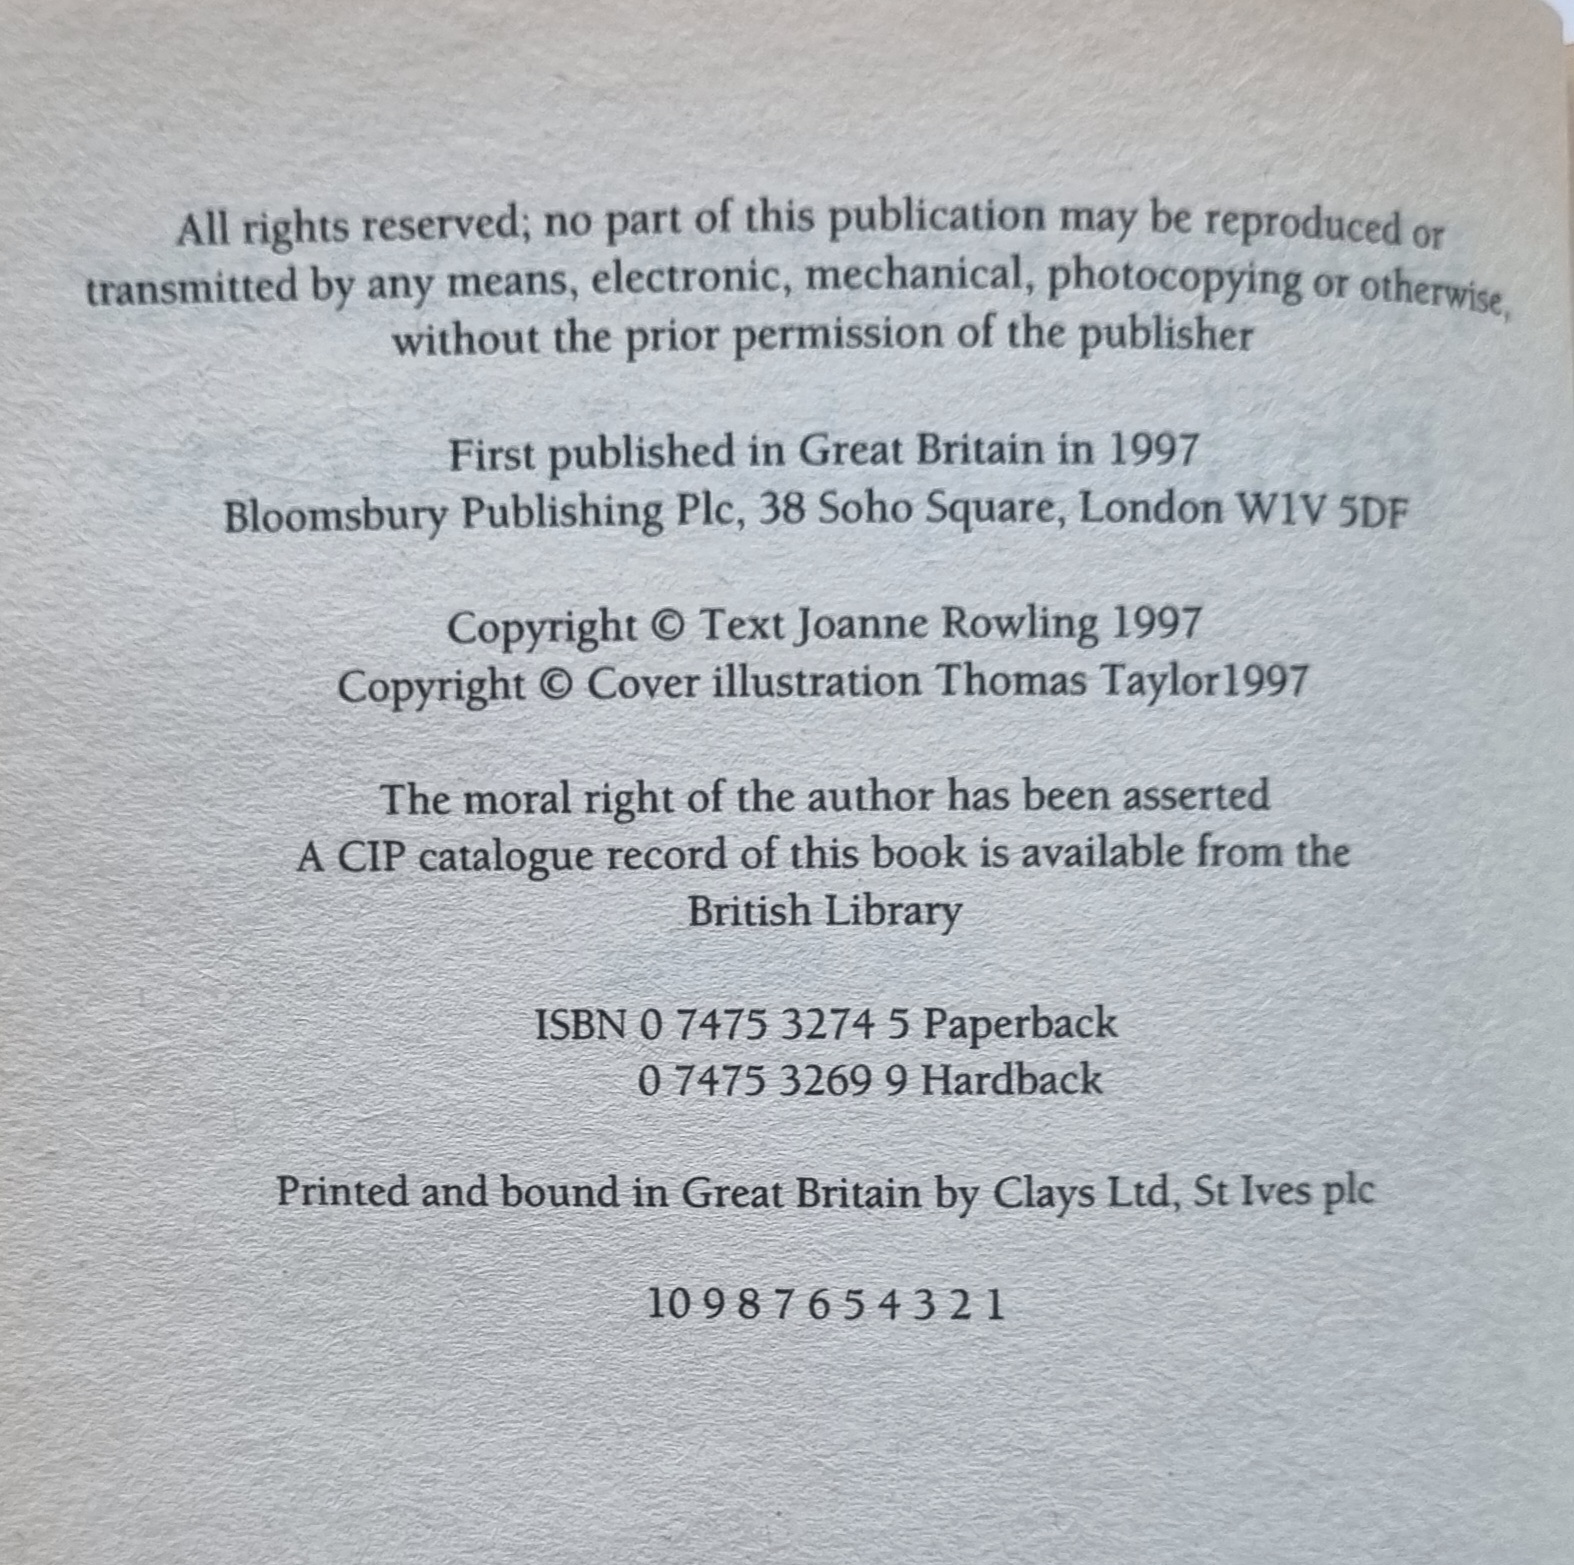 All rights reserved; no part of this publication may be reproduced or
transmitted by any means, electronic, mechanical, photocopying or otherwise,
without the prior permission of the publisher
First published in Great Britain in 1997
Bloomsbury Publishing Plc, 38 Soho Square, London W1V 5DF
Copyright © Text Joanne Rowling 1997
Copyright © Cover illustration Thomas Taylor1997
The moral right of the author has been asserted
A CIP catalogue record of this book is available from the
British Library
ISBN 0 7475 3274 5 Paperback
0 7475 3269 9 Hardback
Printed and bound in Great Britain by Clays Ltd, St Ives plc
10 9 8 7 6 5 4 3 2 1